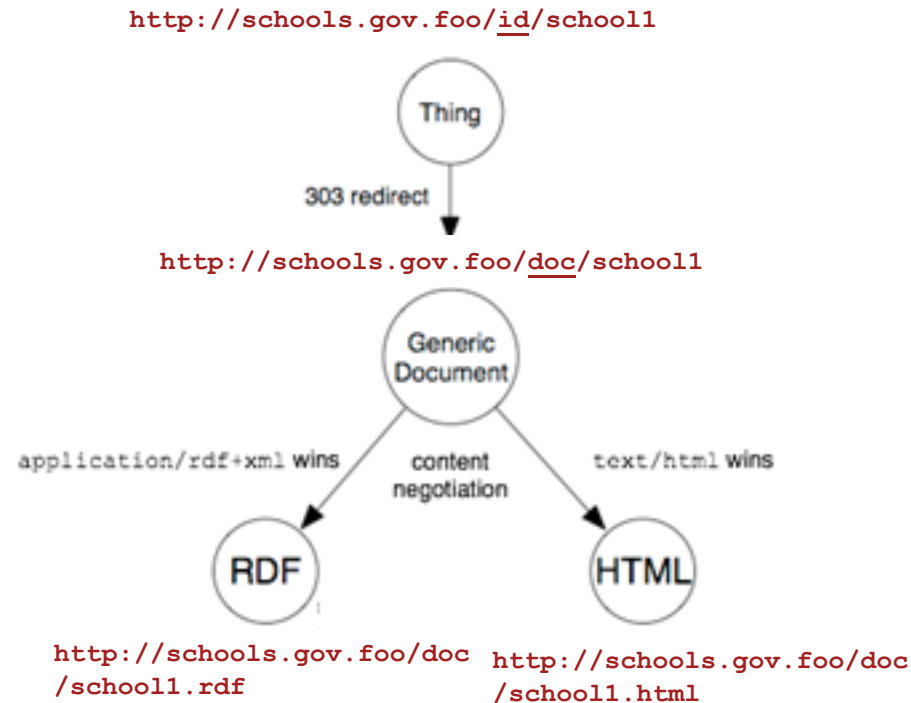 http://schools.gov.foo/id/school1
Thing
303 redirect
http://schools.gov.foo/doc/school1
Generic
Document
application/rdf+xml wins
content
negotiation
text/html wins
RDF
HTML
http://schools.gov.foo/doc
/school1.rdf
http://schools.gov.foo/doc
/school1.html